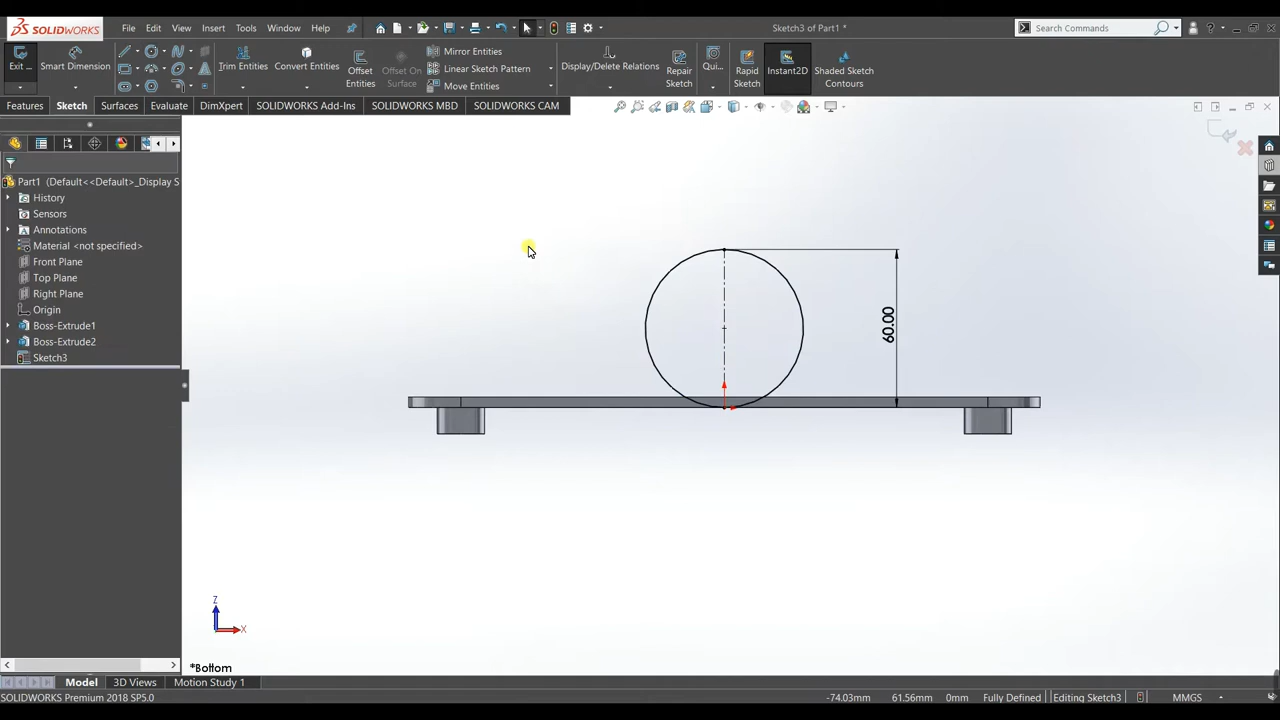 SOLIDWORKS
File Edit View Insert Tools Window Help
Sketch3 of Part1 *
Search Commands
?
Exit ...
Smart Dimension
Trim Entities
Convert Entities
Offset Entities
Offset On Surface
Mirror Entities
Linear Sketch Pattern
Move Entities
Display/Delete Relations
Repair Sketch
Qui...
Rapid Sketch
Instant2D
Shaded Sketch Contours
Features Sketch Surfaces Evaluate DimXpert SOLIDWORKS Add-Ins SOLIDWORKS MBD SOLIDWORKS CAM
Part1 (Default<<Default>_Display S
History
Sensors
Annotations
Material <not specified>
Front Plane
Top Plane
Right Plane
Origin
Boss-Extrude1
Boss-Extrude2
Sketch3
60.00
Z
X
*Bottom
Model 3D Views Motion Study 1
SOLIDWORKS Premium 2018 SP5.0
-74.03mm 61.56mm 0mm Fully Defined Editing Sketch3 MMGS